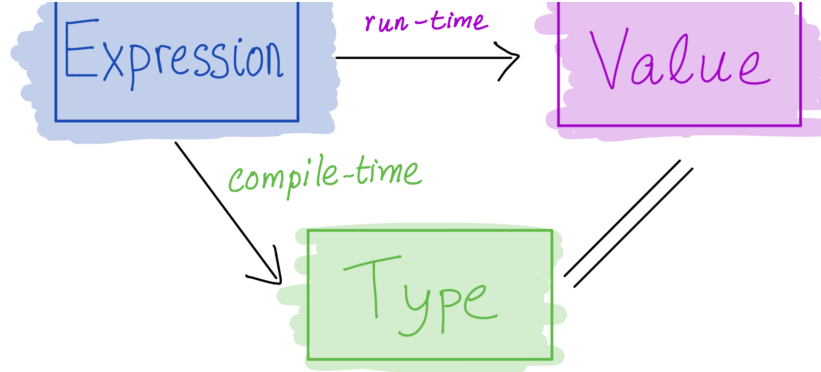 Expression
run-time
Value
compile-time
Type